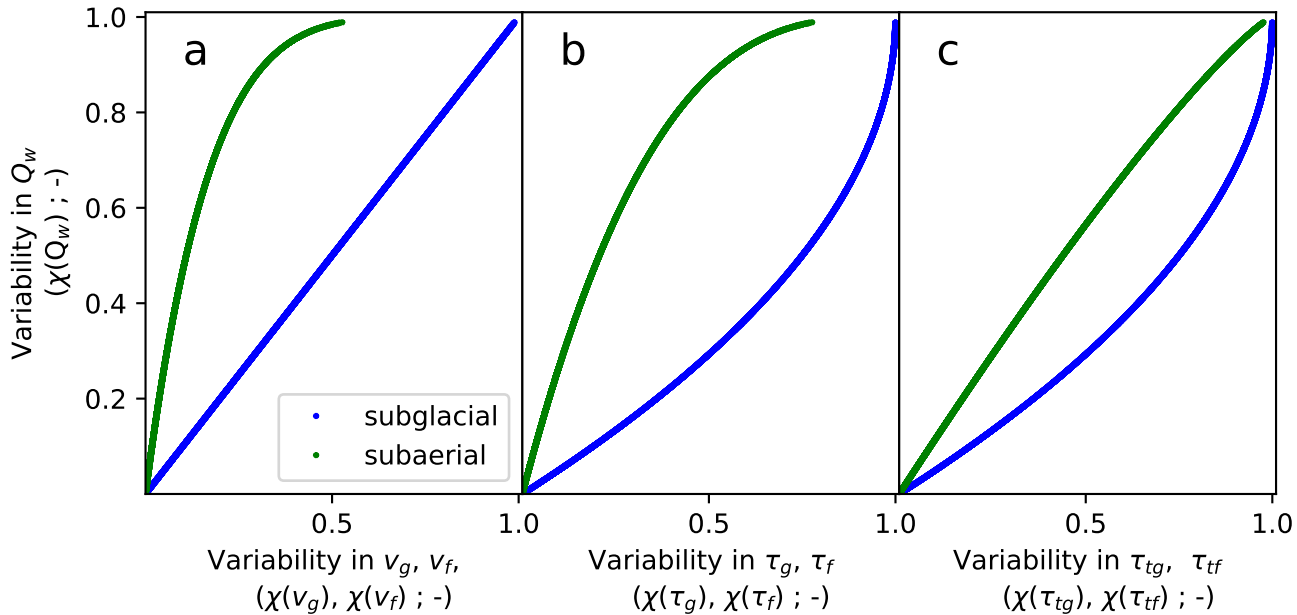 a
b
c
1.0
0.8
0.6
0.4
0.2
Variability in Q_w
(χ(Q_w) ; -)
subglacial
subaerial
0.5
1.0
0.5
1.0
0.5
1.0
Variability in v_g, v_f,
(χ(v_g), χ(v_f) ; -)
Variability in τ_g, τ_f
(χ(τ_g), χ(τ_f) ; -)
Variability in τ_tg, τ_tf
(χ(τ_tg), χ(τ_tf) ; -)